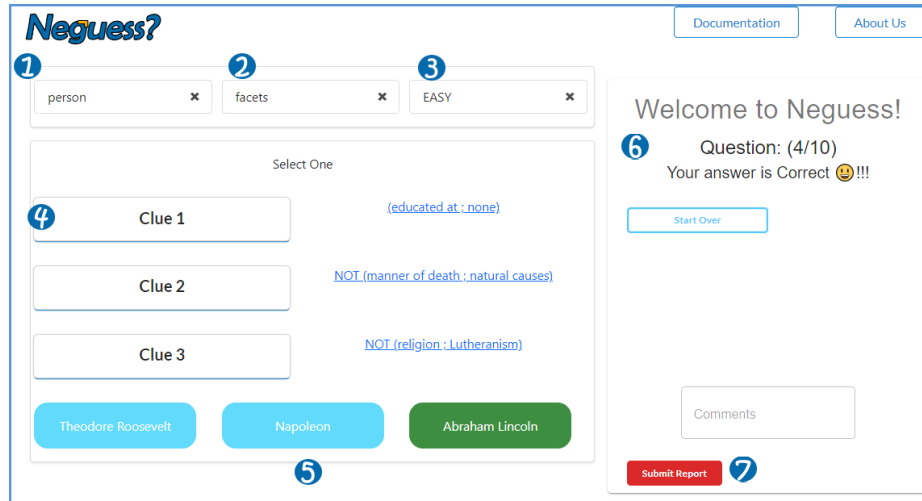 Neguess?
Documentation
About Us
1
2
3
person ✖
facets ✖
EASY ✖
Select One
4
Clue 1
(educated at ; none)
Clue 2
NOT (manner of death ; natural causes)
Clue 3
NOT (religion ; Lutheranism)
Theodore Roosevelt
Napoleon
Abraham Lincoln
5
Welcome to Neguess!
6
Question: (4/10)
Your answer is Correct 😃!!!
Start Over
Comments
Submit Report
7